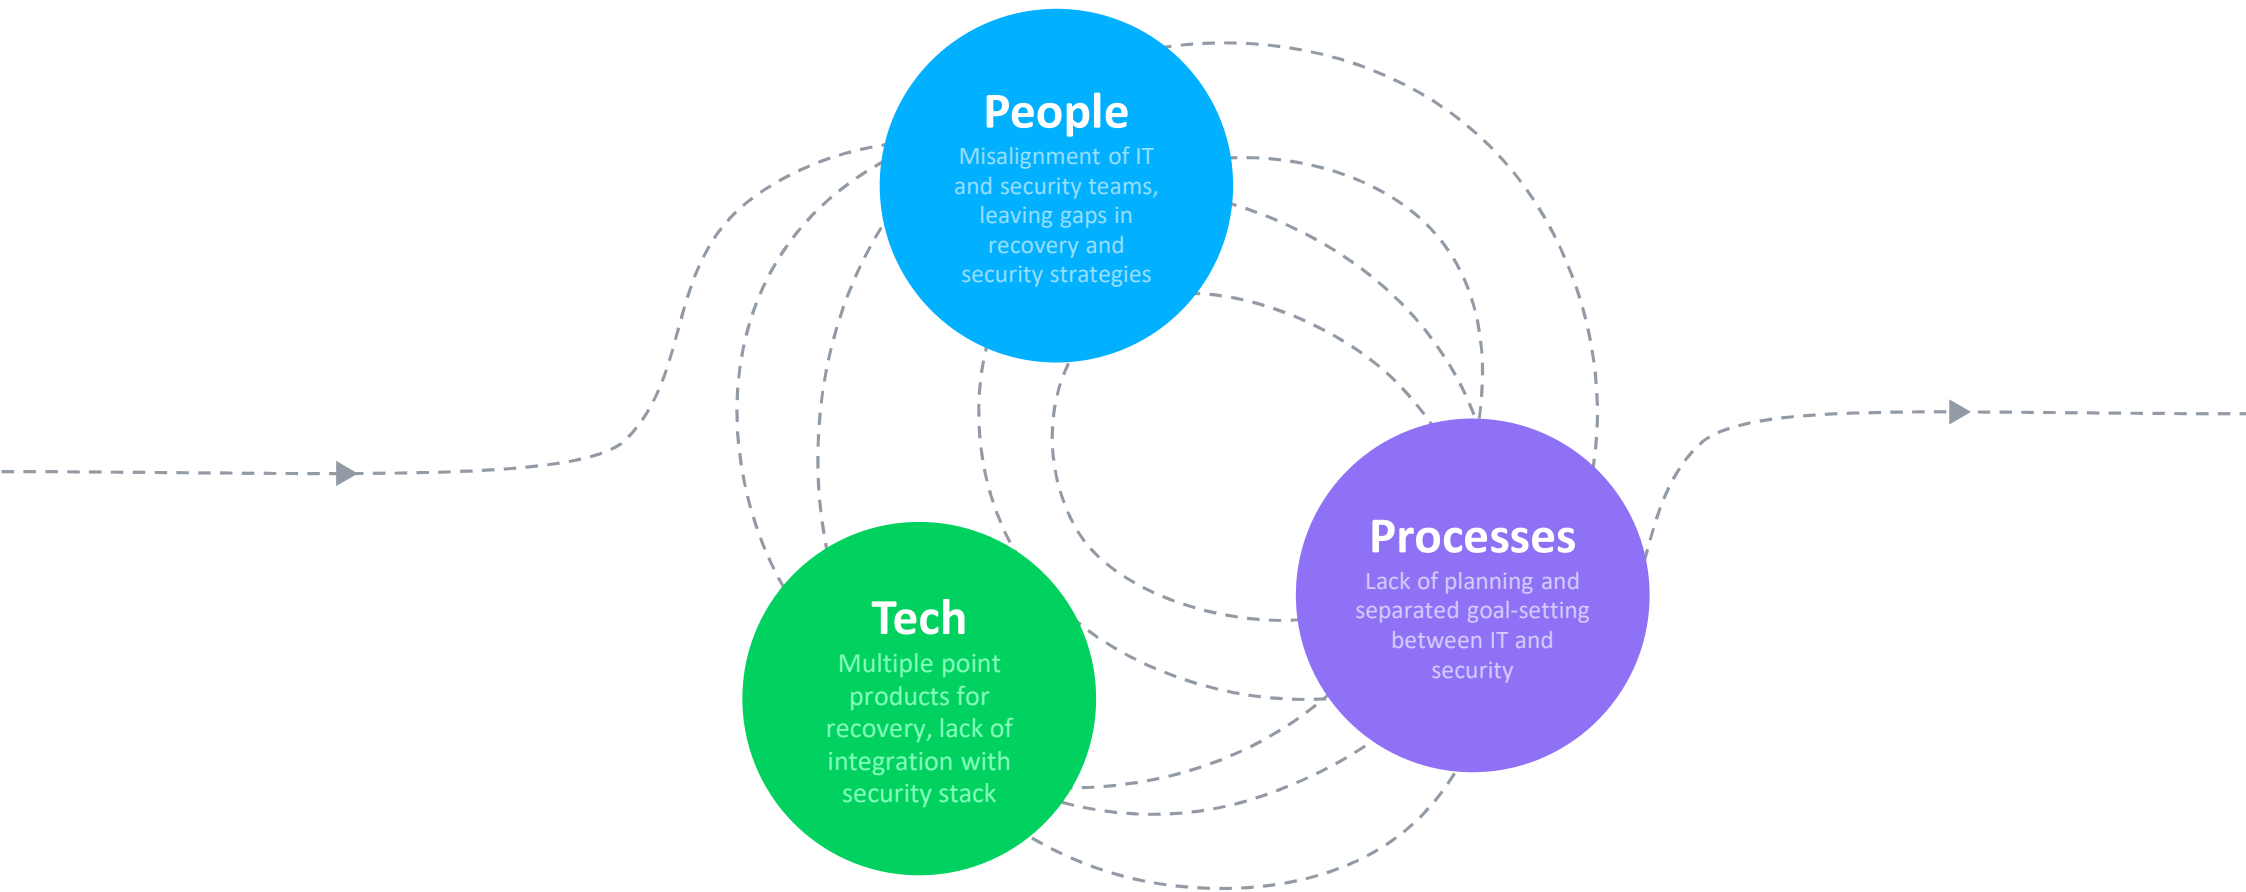 People
Misalignment of IT
and security teams,
leaving gaps in
recovery and
security strategies
Processes
Lack of planning and
separated goal-setting
between IT and
security
Tech
Multiple point
products for
recovery, lack of
integration with
security stack